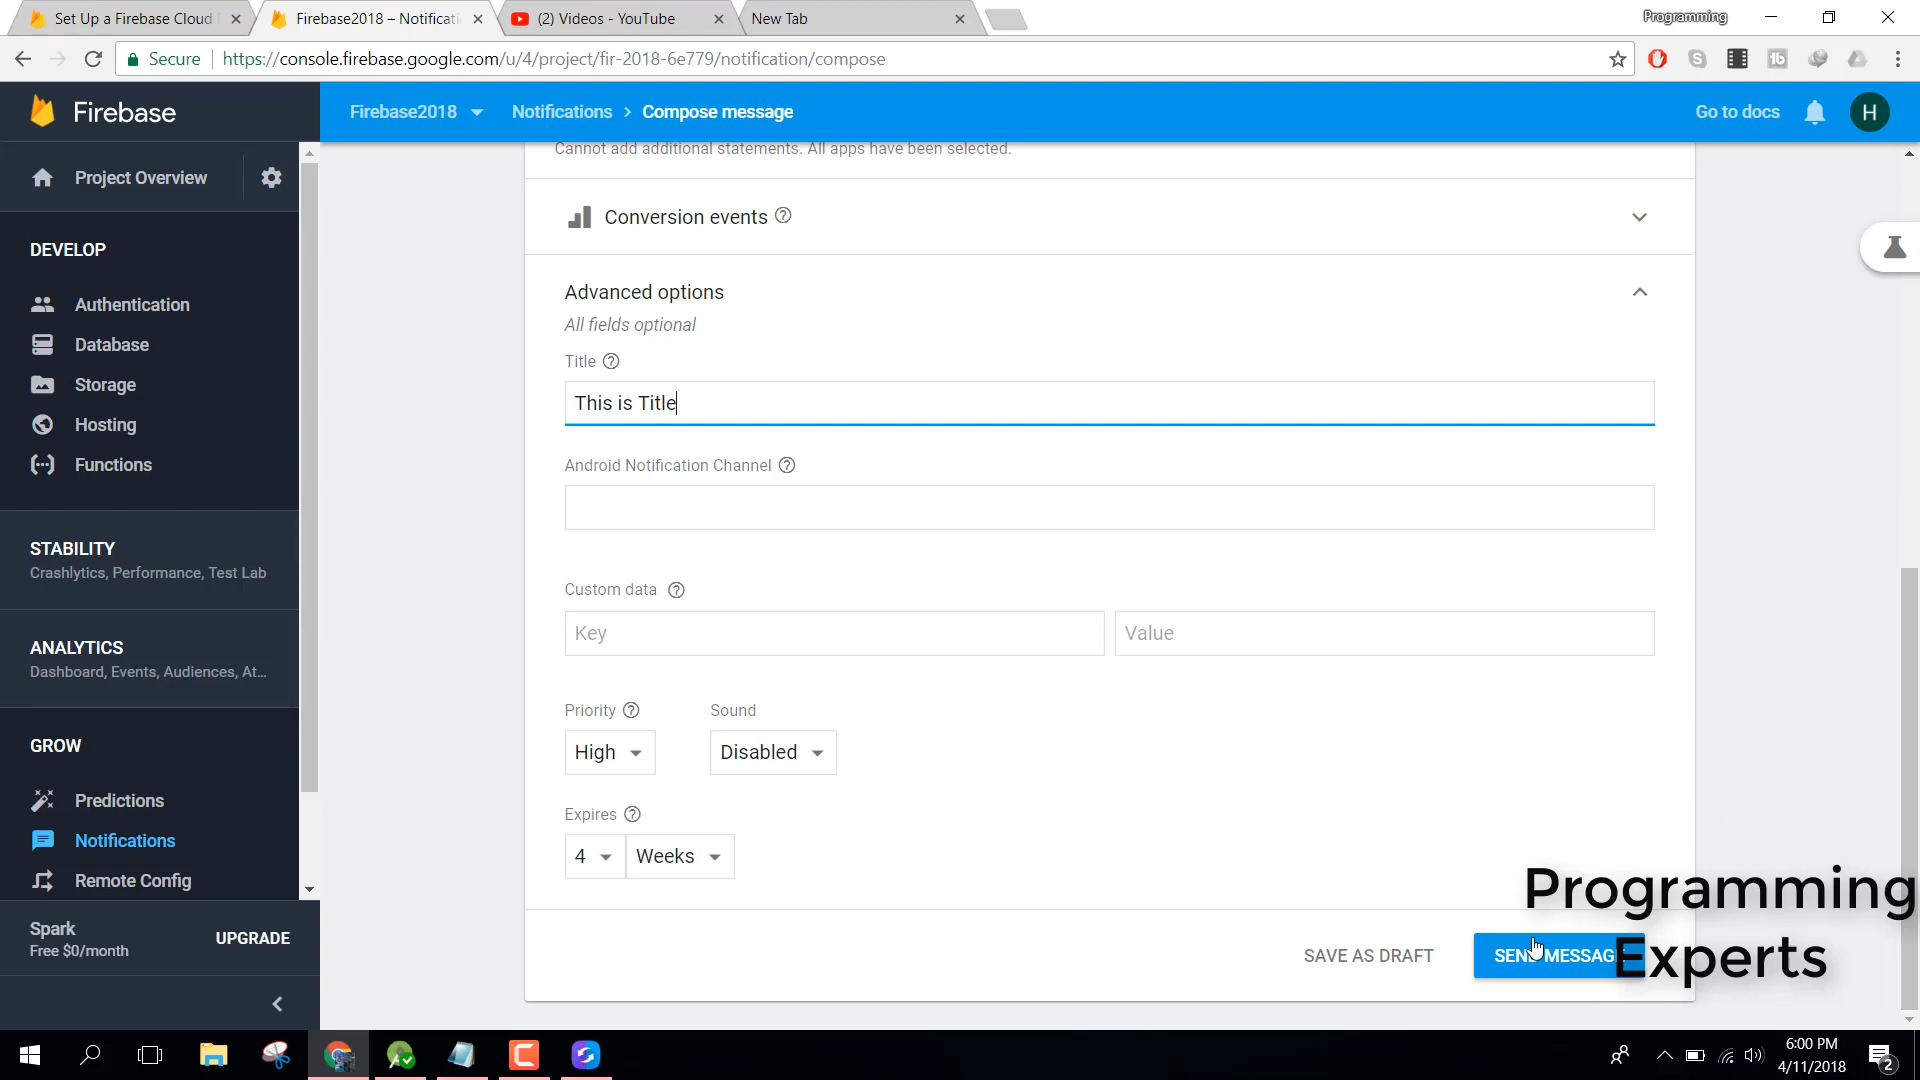 Set Up a Firebase Cloud
Firebase2018 – Notificati
(2) Videos - YouTube
New Tab
Programming
Secure
https://console.firebase.google.com/u/4/project/fir-2018-6e779/notification/compose
Firebase
Firebase2018
Notifications > Compose message
Go to docs
H
Cannot add additional statements. All apps have been selected.
Project Overview
DEVELOP
Authentication
Database
Storage
Hosting
Functions
STABILITY
Crashlytics, Performance, Test Lab
ANALYTICS
Dashboard, Events, Audiences, At...
GROW
Predictions
Notifications
Remote Config
Spark
Free $0/month
UPGRADE
Conversion events
Advanced options
All fields optional
Title
This is Title
Android Notification Channel
Custom data
Key
Value
Priority
Sound
High
Disabled
Expires
4
Weeks
SAVE AS DRAFT
SEND MESSAGE
Programming
Experts
6:00 PM
4/11/2018
2